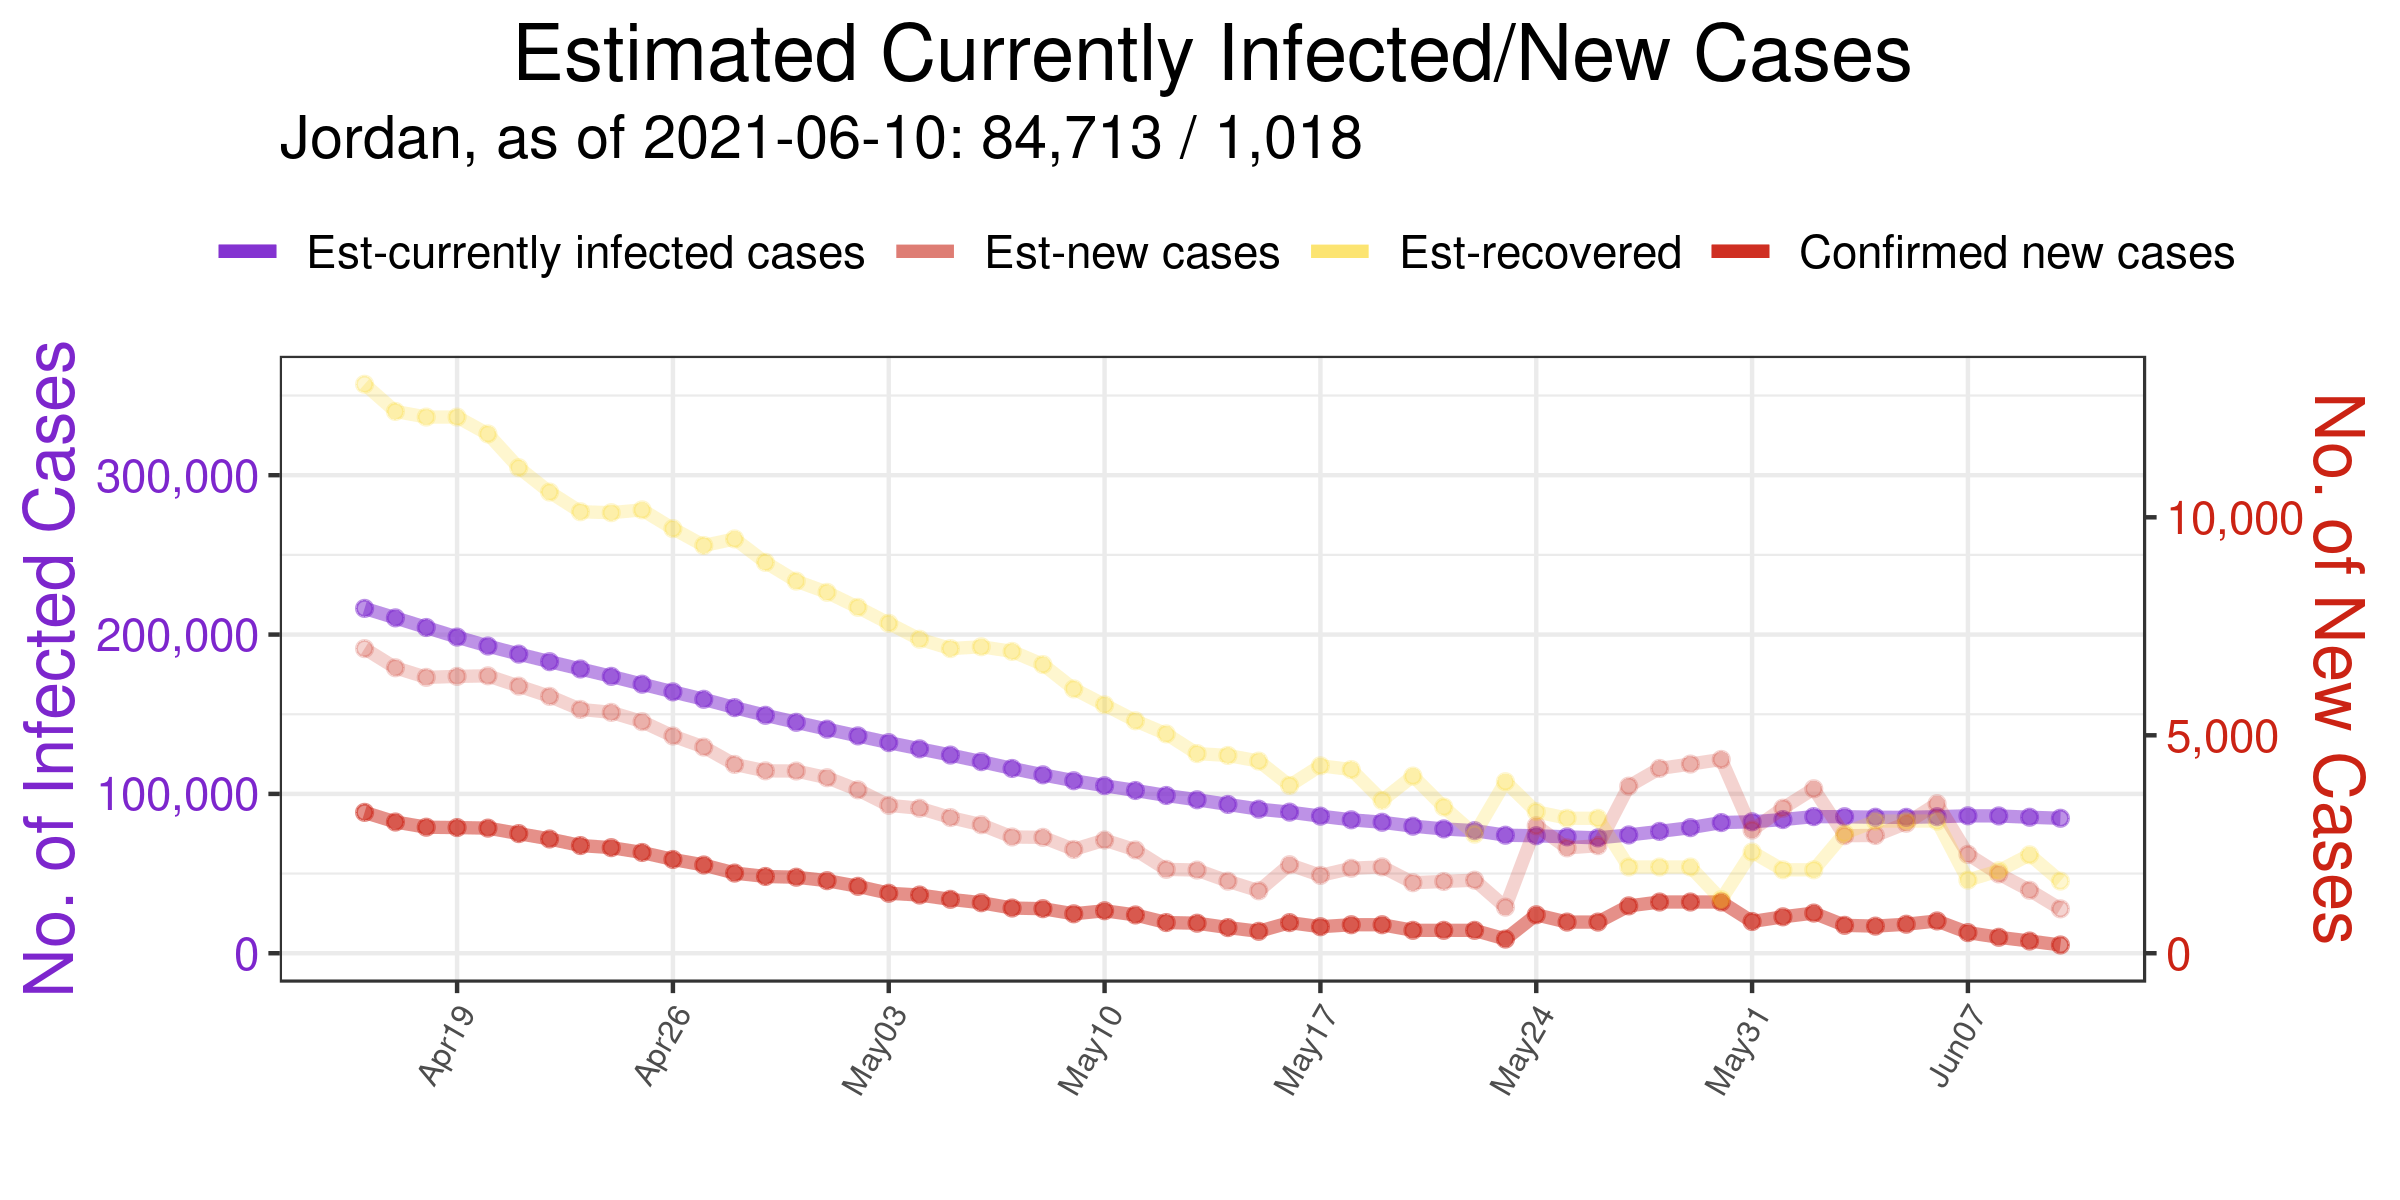 Estimated Currently Infected/New Cases
Jordan, as of 2021-06-10: 84,713 / 1,018
Est-currently infected cases Est-new cases Est-recovered Confirmed new cases
No. of Infected Cases
300,000
200,000
100,000
0
No. of New Cases
10,000
5,000
0
Apr19 Apr26 May03 May10 May17 May24 May31 Jun07